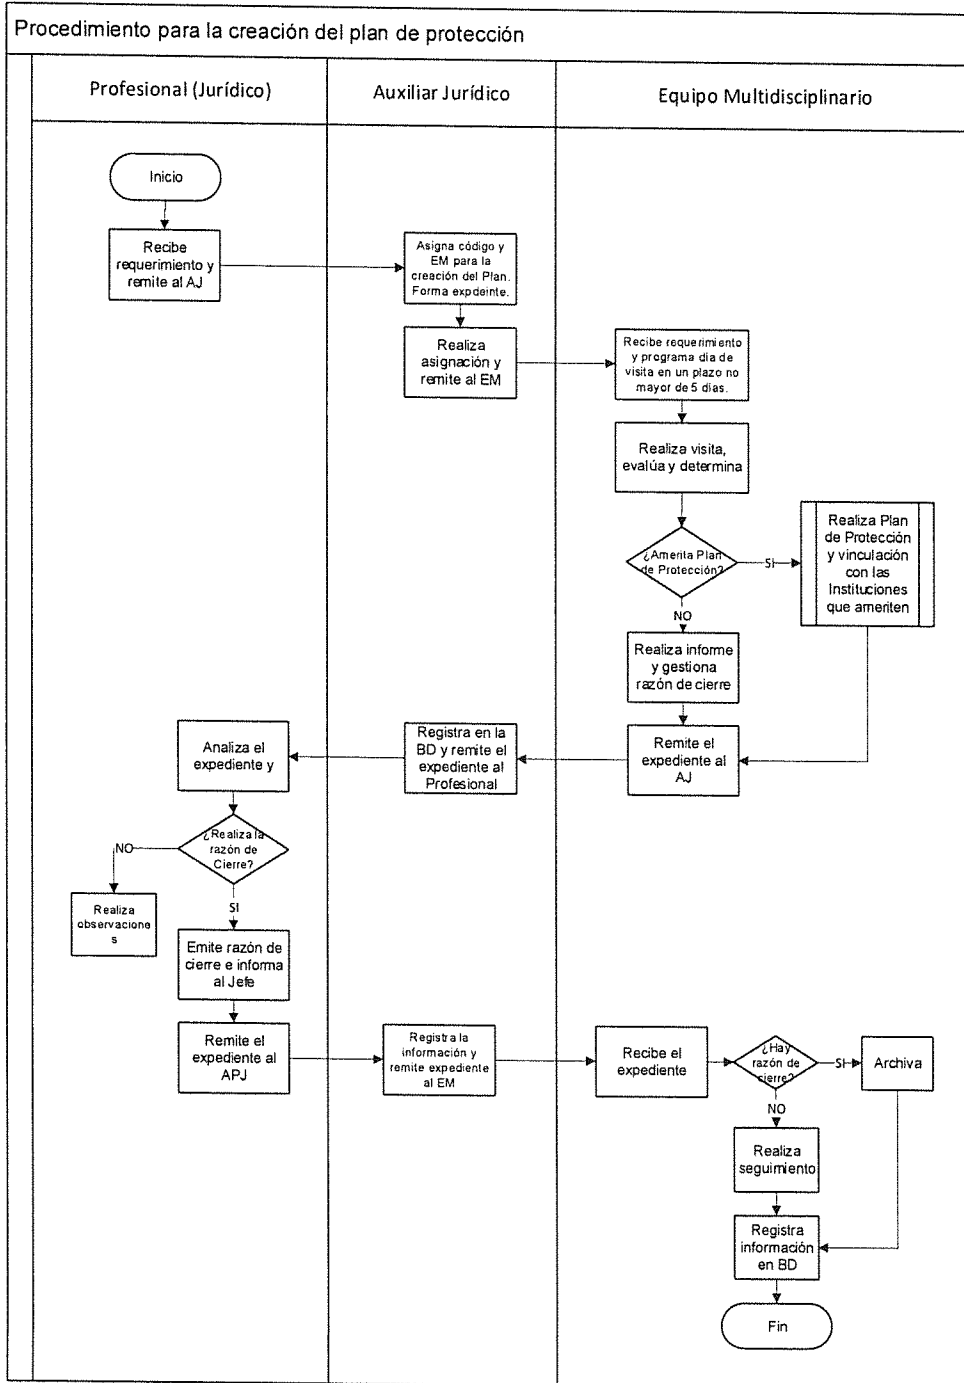 Procedimiento para la creación del plan de protección
Profesional (Jurídico)
Auxiliar Jurídico
Equipo Multidisciplinario
Inicio
Recibe
requerimiento y
remite al AJ
Asigna código y
EM para la
creación del Plan.
Forma expdeinte.
Realiza
asignación y
remite al EM
Recibe requerimiento
y programa día de
visita en un plazo no
mayor de 5 días.
Realiza visita,
evalúa y determina
¿Amerita Plan
de Protección?
SI
Realiza Plan
de Protección
y vinculación
con las
Instituciones
que ameriten
NO
Realiza informe
y gestiona
razón de cierre
Remite el
expediente al
AJ
Registra en la
BD y remite el
expediente al
Profesional
Analiza el
expediente y
¿Realiza la
razón de
Cierre?
NO
Realiza
observacione
s
SI
Emite razón de
cierre e informa
al Jefe
Remite el
expediente al
APJ
Registra la
información y
remite expediente
al EM
Recibe el
expediente
¿Hay
razón de
cierre?
SI
Archiva
NO
Realiza
seguimiento
Registra
información
en BD
Fin